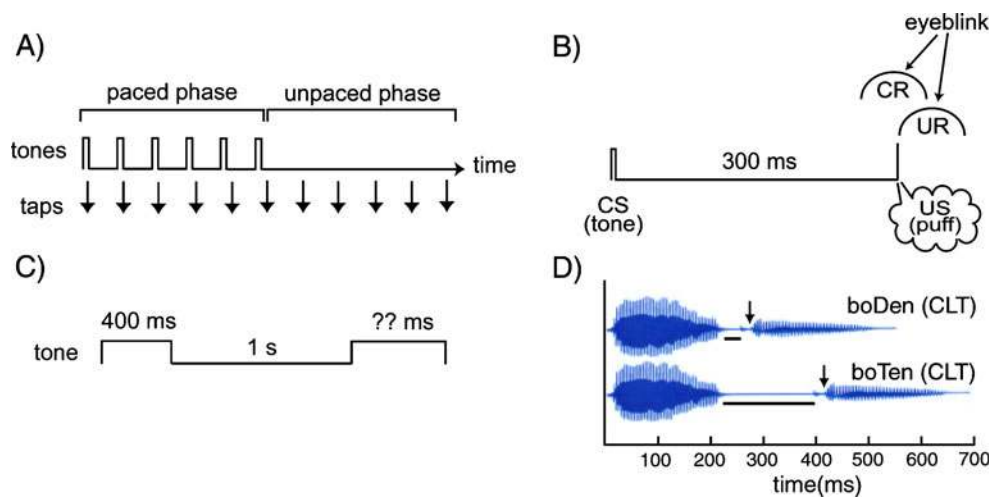 A)
paced phase
unpaced phase
tones
time
taps
B)
eyeblink
CR
UR
300 ms
CS
(tone)
US
(puff)
C)
400 ms
?? ms
tone
1 s
D)
boDen (CLT)
boTen (CLT)
100 200 300 400 500 600 700
time(ms)